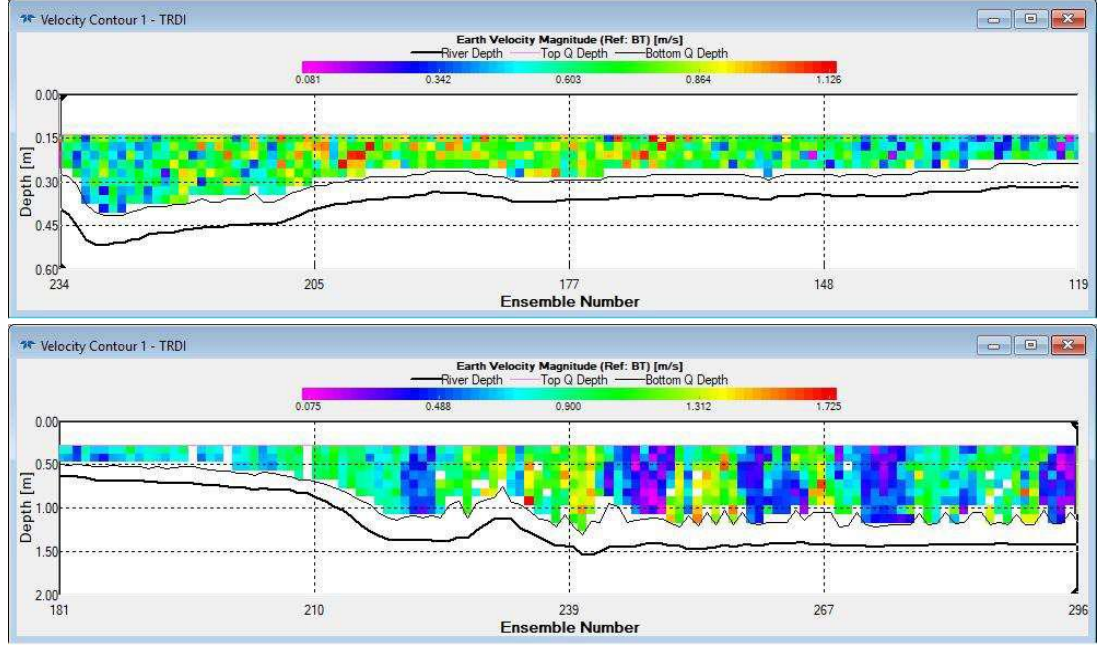 Velocity Contour 1 - TRDI
Earth Velocity Magnitude (Ref: BT) [m/s]
River Depth Top Q Depth Bottom Q Depth
0.081 0.342 0.603 0.864 1.126
0.00
0.15
0.30
0.45
0.60
Depth [m]
234 205 177 148 119
Ensemble Number
Velocity Contour 1 - TRDI
Earth Velocity Magnitude (Ref: BT) [m/s]
River Depth Top Q Depth Bottom Q Depth
0.075 0.488 0.900 1.312 1.725
0.00
0.50
1.00
1.50
2.00
Depth [m]
181 210 239 267 296
Ensemble Number